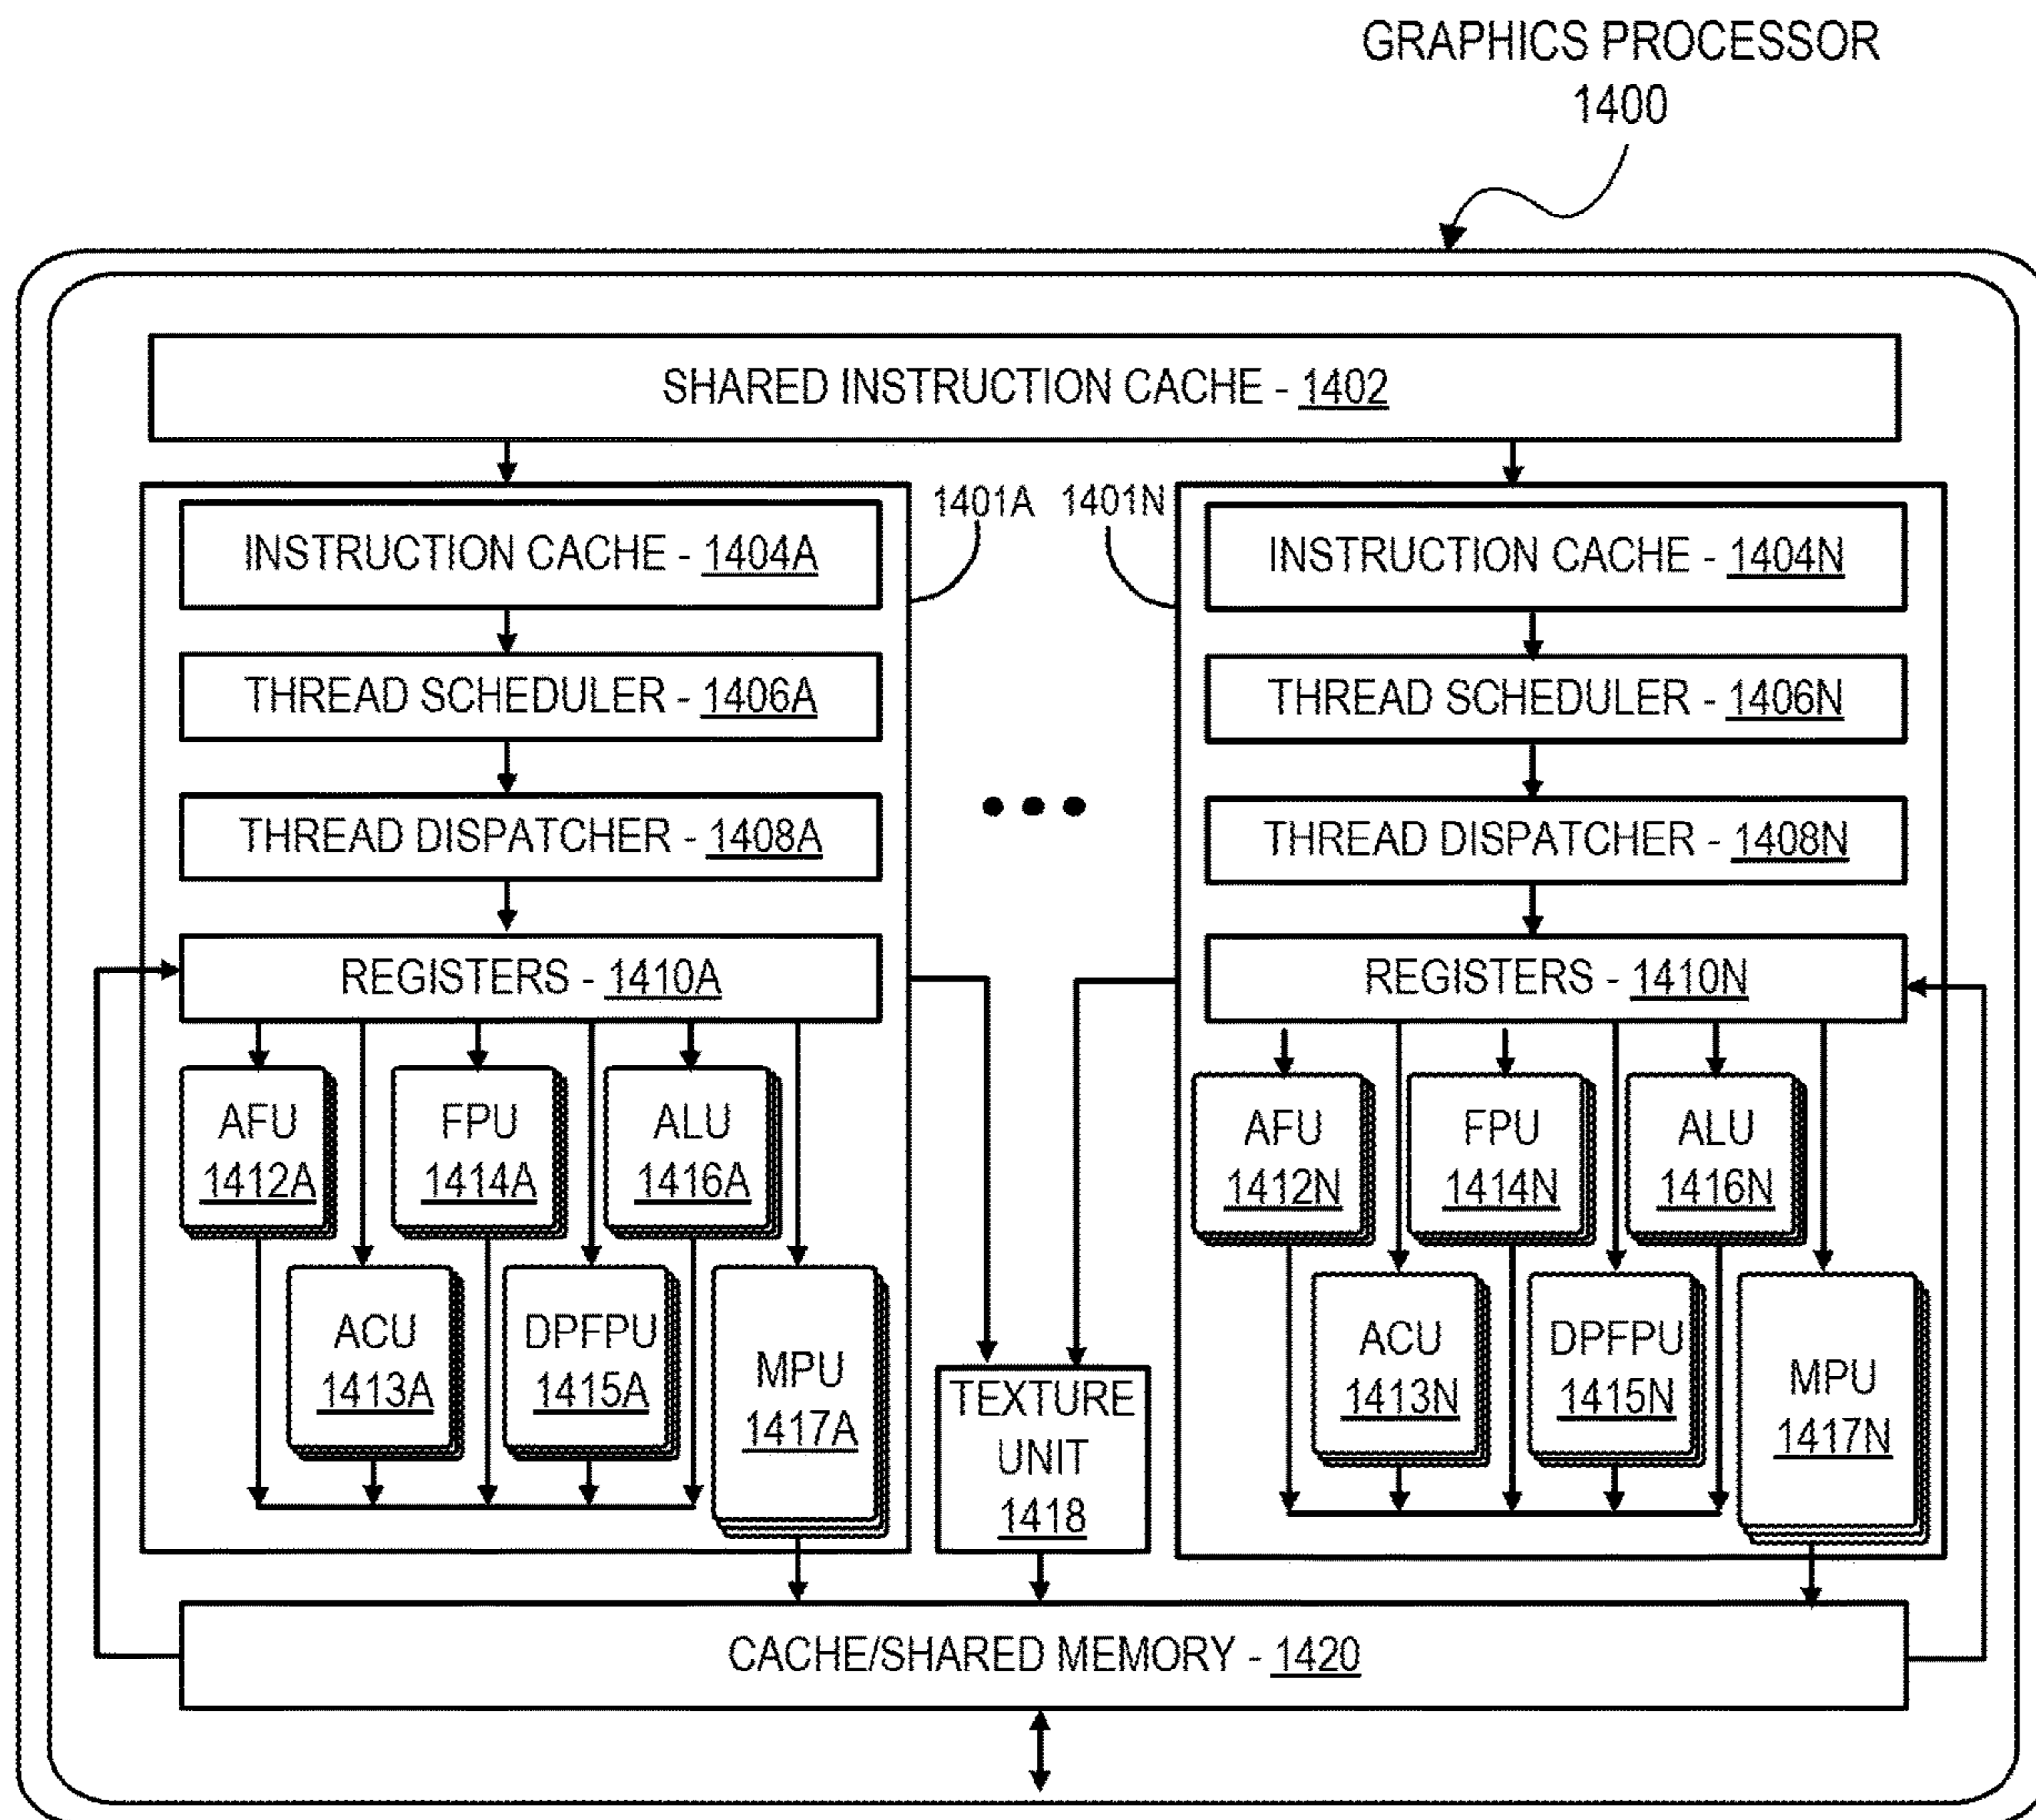 GRAPHICS PROCESSOR
1400
SHARED INSTRUCTION CACHE - 1402
1401A
1401N
INSTRUCTION CACHE - 1404A
THREAD SCHEDULER - 1406A
THREAD DISPATCHER - 1408A
REGISTERS - 1410A
AFU
1412A
FPU
1414A
ALU
1416A
ACU
1413A
DPFPU
1415A
MPU
1417A
INSTRUCTION CACHE - 1404N
THREAD SCHEDULER - 1406N
THREAD DISPATCHER - 1408N
REGISTERS - 1410N
AFU
1412N
FPU
1414N
ALU
1416N
ACU
1413N
DPFPU
1415N
MPU
1417N
TEXTURE
UNIT
1418
CACHE/SHARED MEMORY - 1420